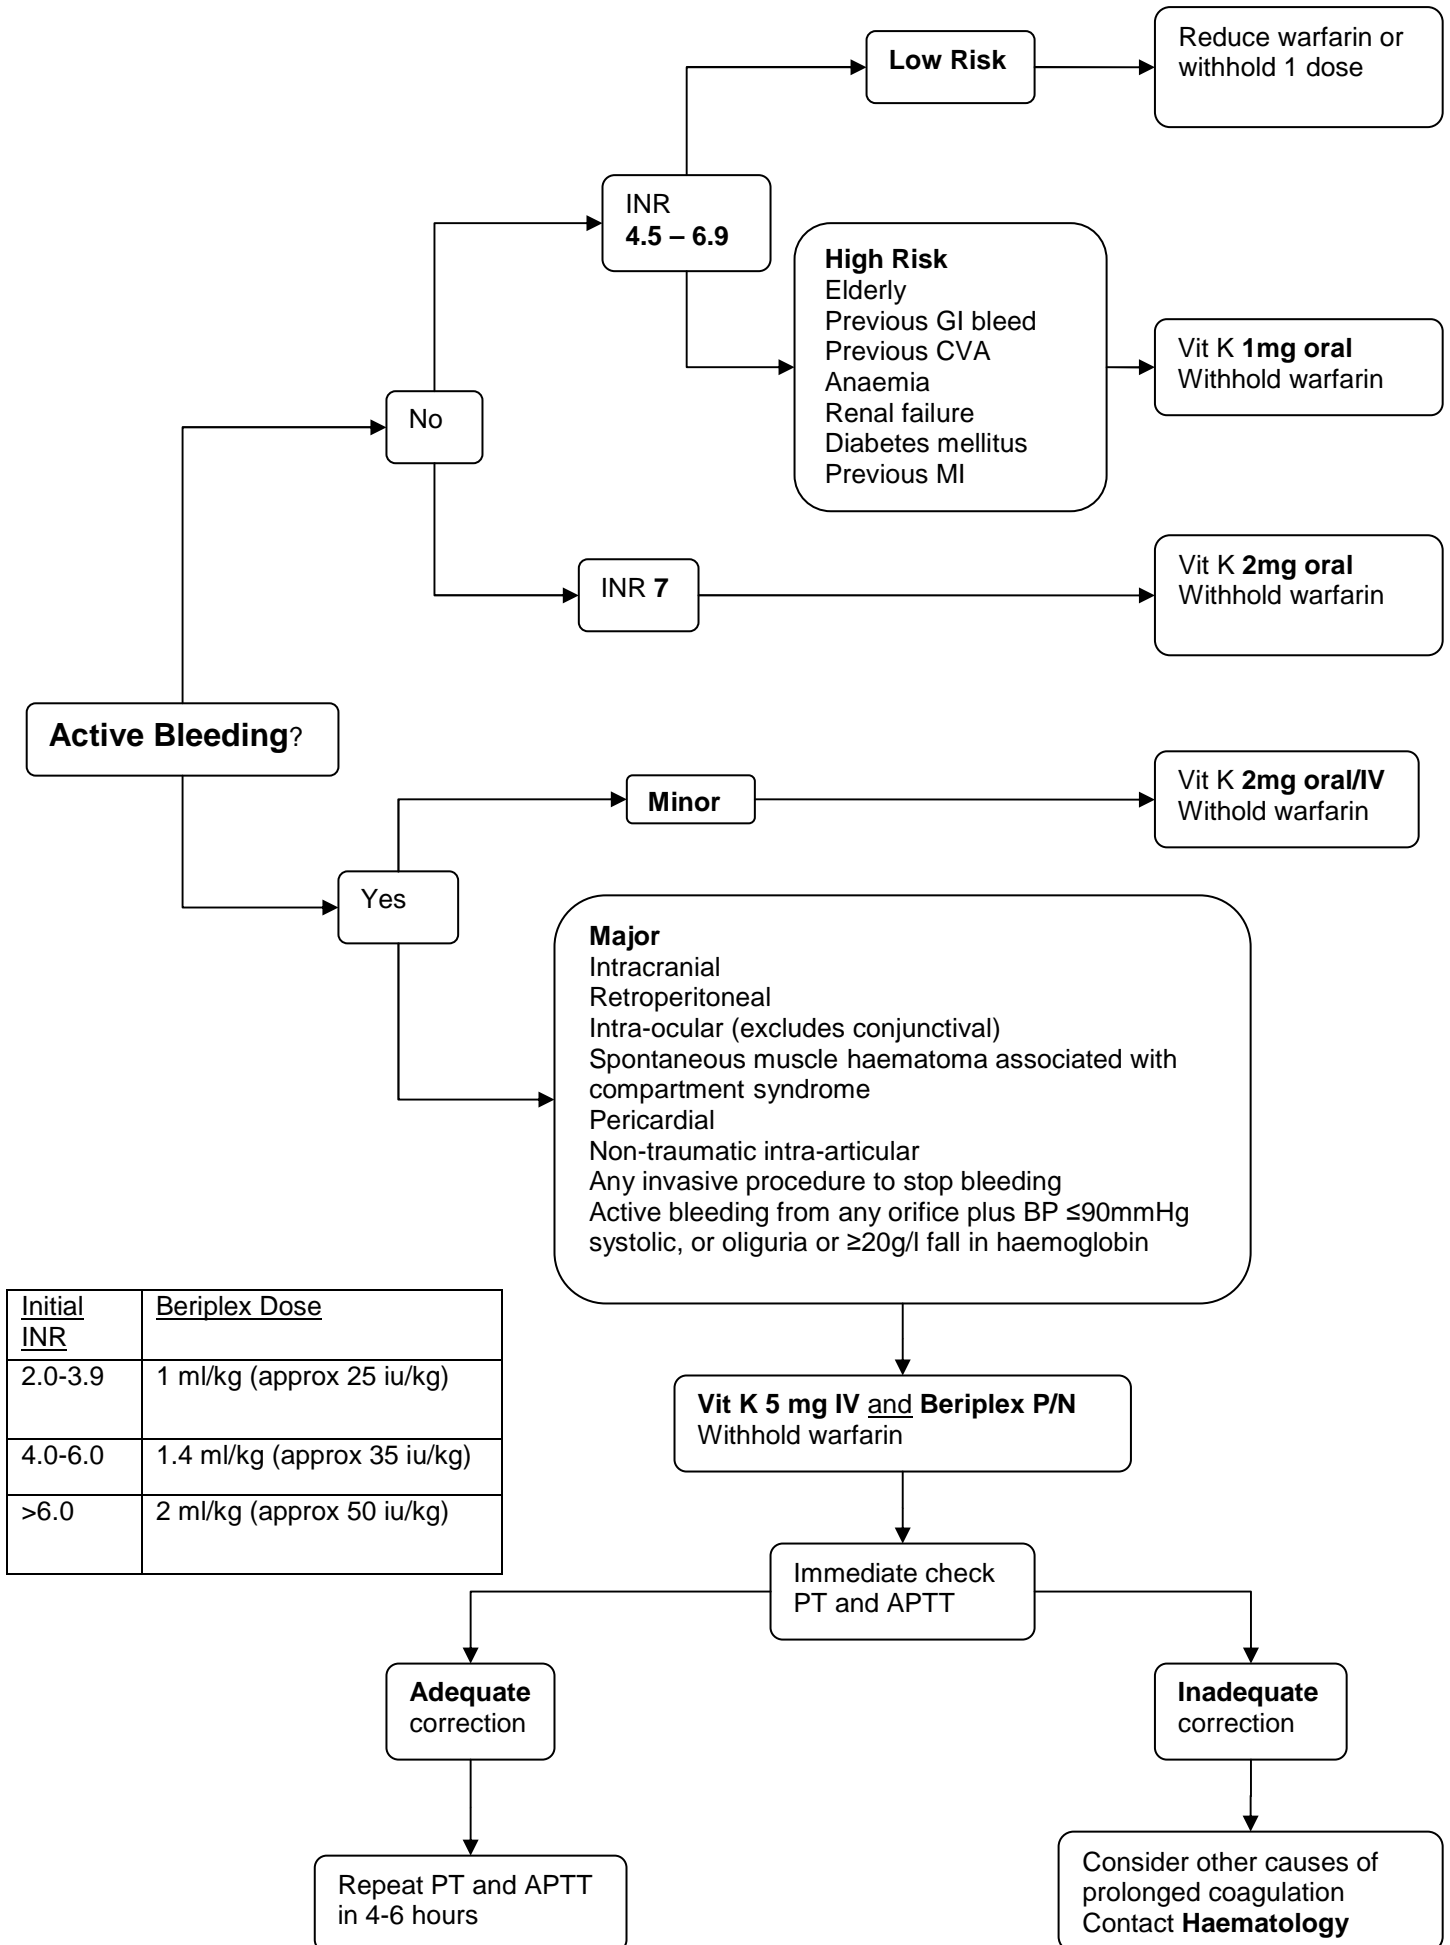 Low Risk
Reduce warfarin or
withhold 1 dose
INR
4.5 – 6.9
High Risk
Elderly
Previous GI bleed
Previous CVA
Anaemia
Renal failure
Diabetes mellitus
Previous MI
Vit K 1mg oral
Withhold warfarin
No
INR 7
Vit K 2mg oral
Withhold warfarin
Active Bleeding?
Minor
Vit K 2mg oral/IV
Withold warfarin
Yes
Major
Intracranial
Retroperitoneal
Intra-ocular (excludes conjunctival)
Spontaneous muscle haematoma associated with
compartment syndrome
Pericardial
Non-traumatic intra-articular
Any invasive procedure to stop bleeding
Active bleeding from any orifice plus BP ≤90mmHg
systolic, or oliguria or ≥20g/l fall in haemoglobin
Initial
INR
Beriplex Dose
2.0-3.9
1 ml/kg (approx 25 iu/kg)
4.0-6.0
1.4 ml/kg (approx 35 iu/kg)
>6.0
2 ml/kg (approx 50 iu/kg)
Vit K 5 mg IV and Beriplex P/N
Withhold warfarin
Immediate check
PT and APTT
Adequate
correction
Inadequate
correction
Repeat PT and APTT
in 4-6 hours
Consider other causes of
prolonged coagulation
Contact Haematology